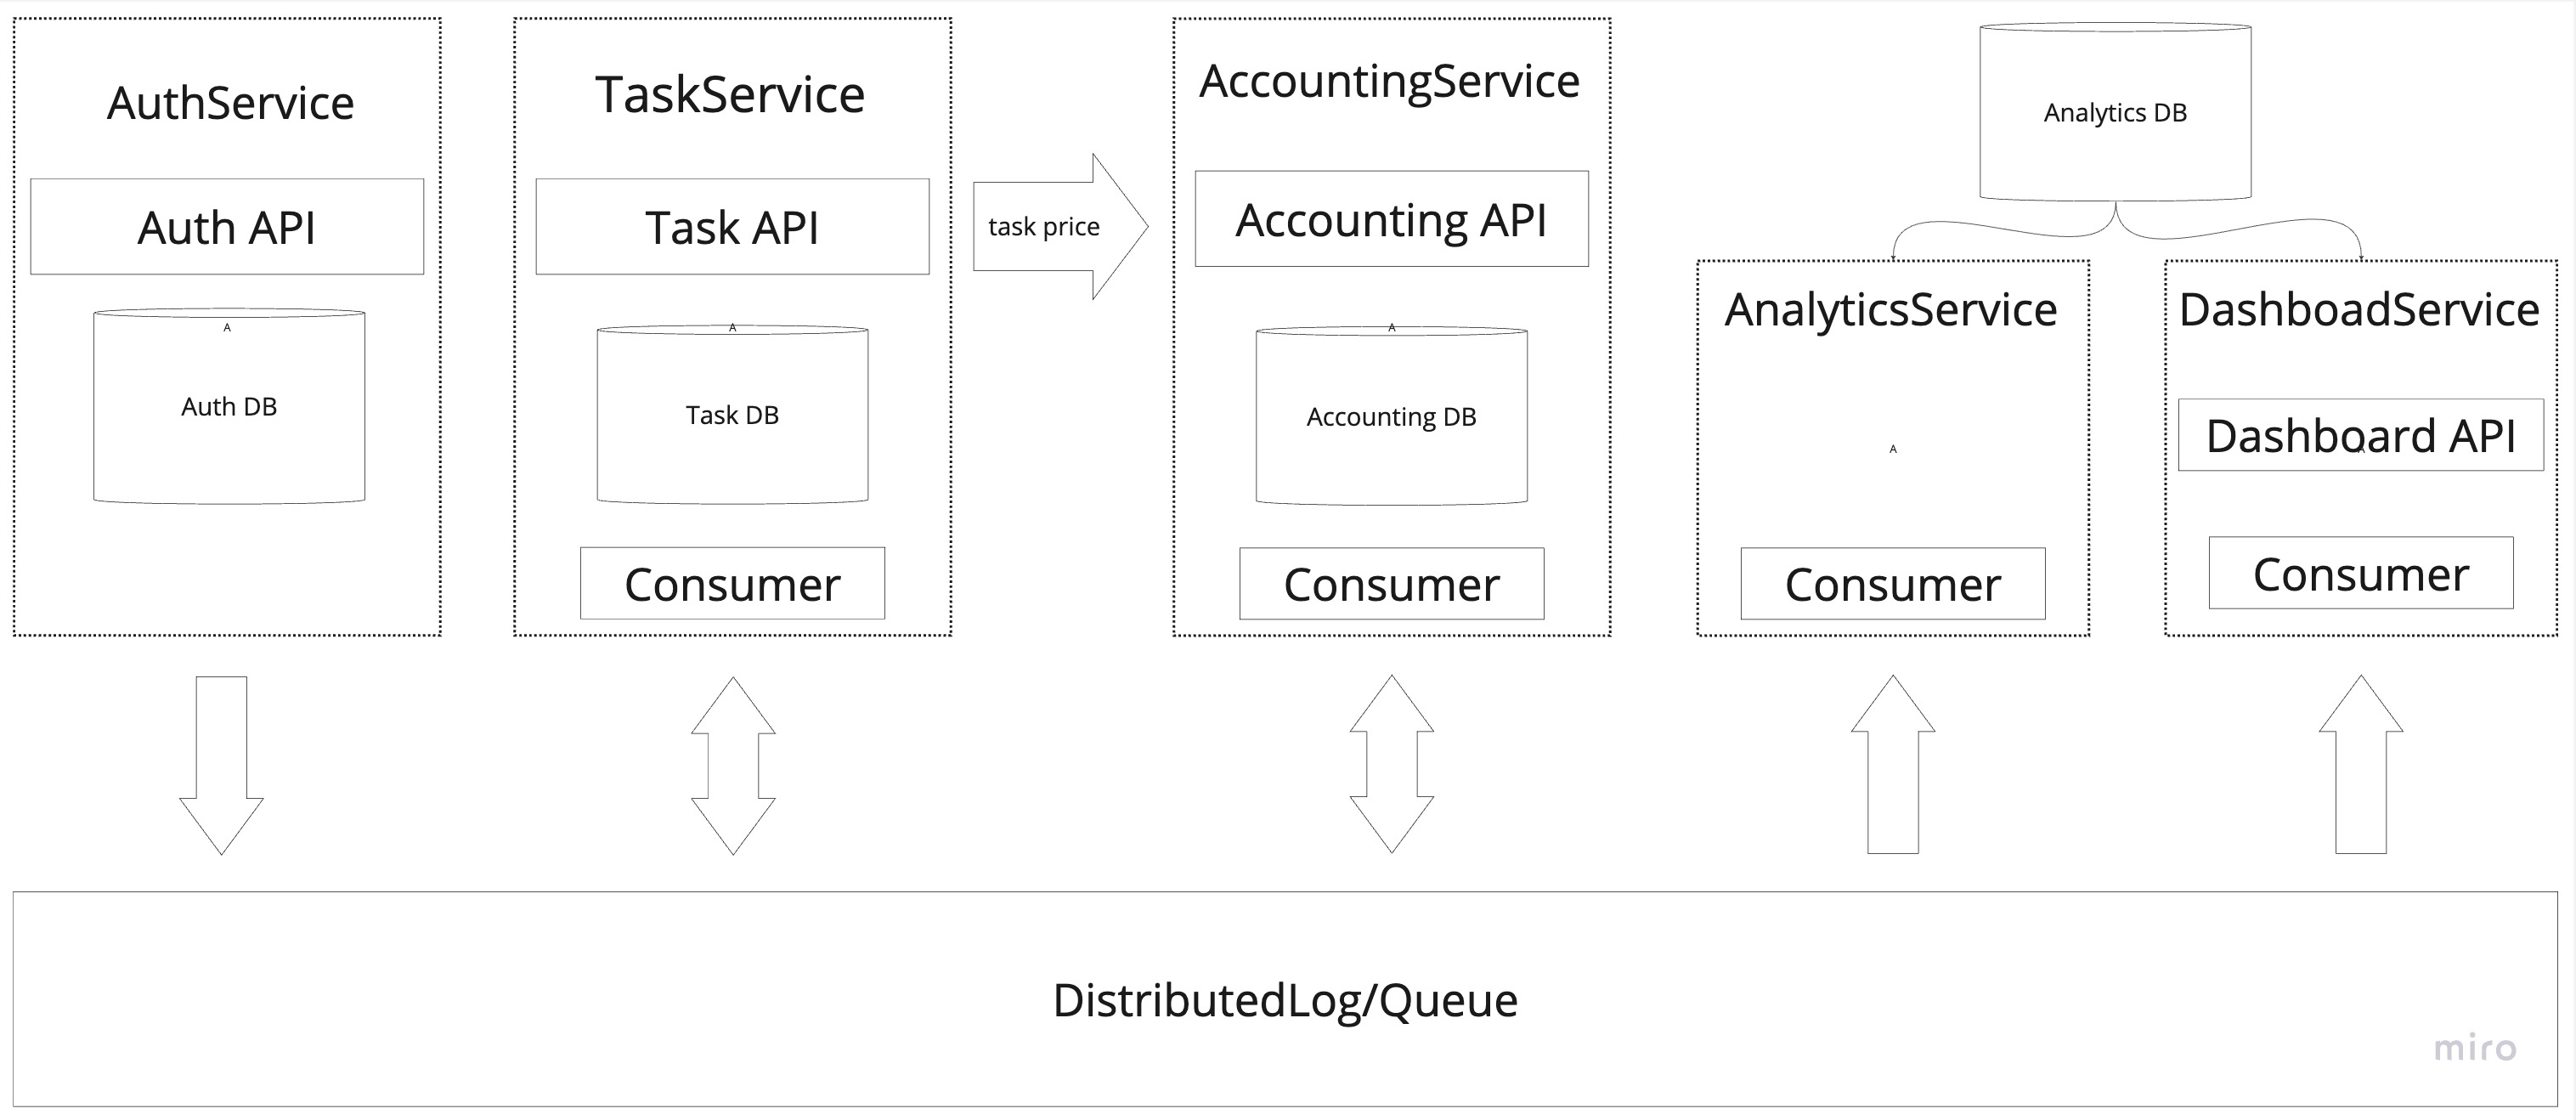 AuthService
Auth API
A
Auth DB
TaskService
Task API
A
Task DB
Consumer
task price
AccountingService
Accounting API
A
Accounting DB
Consumer
Analytics DB
AnalyticsService
A
Consumer
DashboadService
Dashboard API
A
Consumer
DistributedLog/Queue
miro